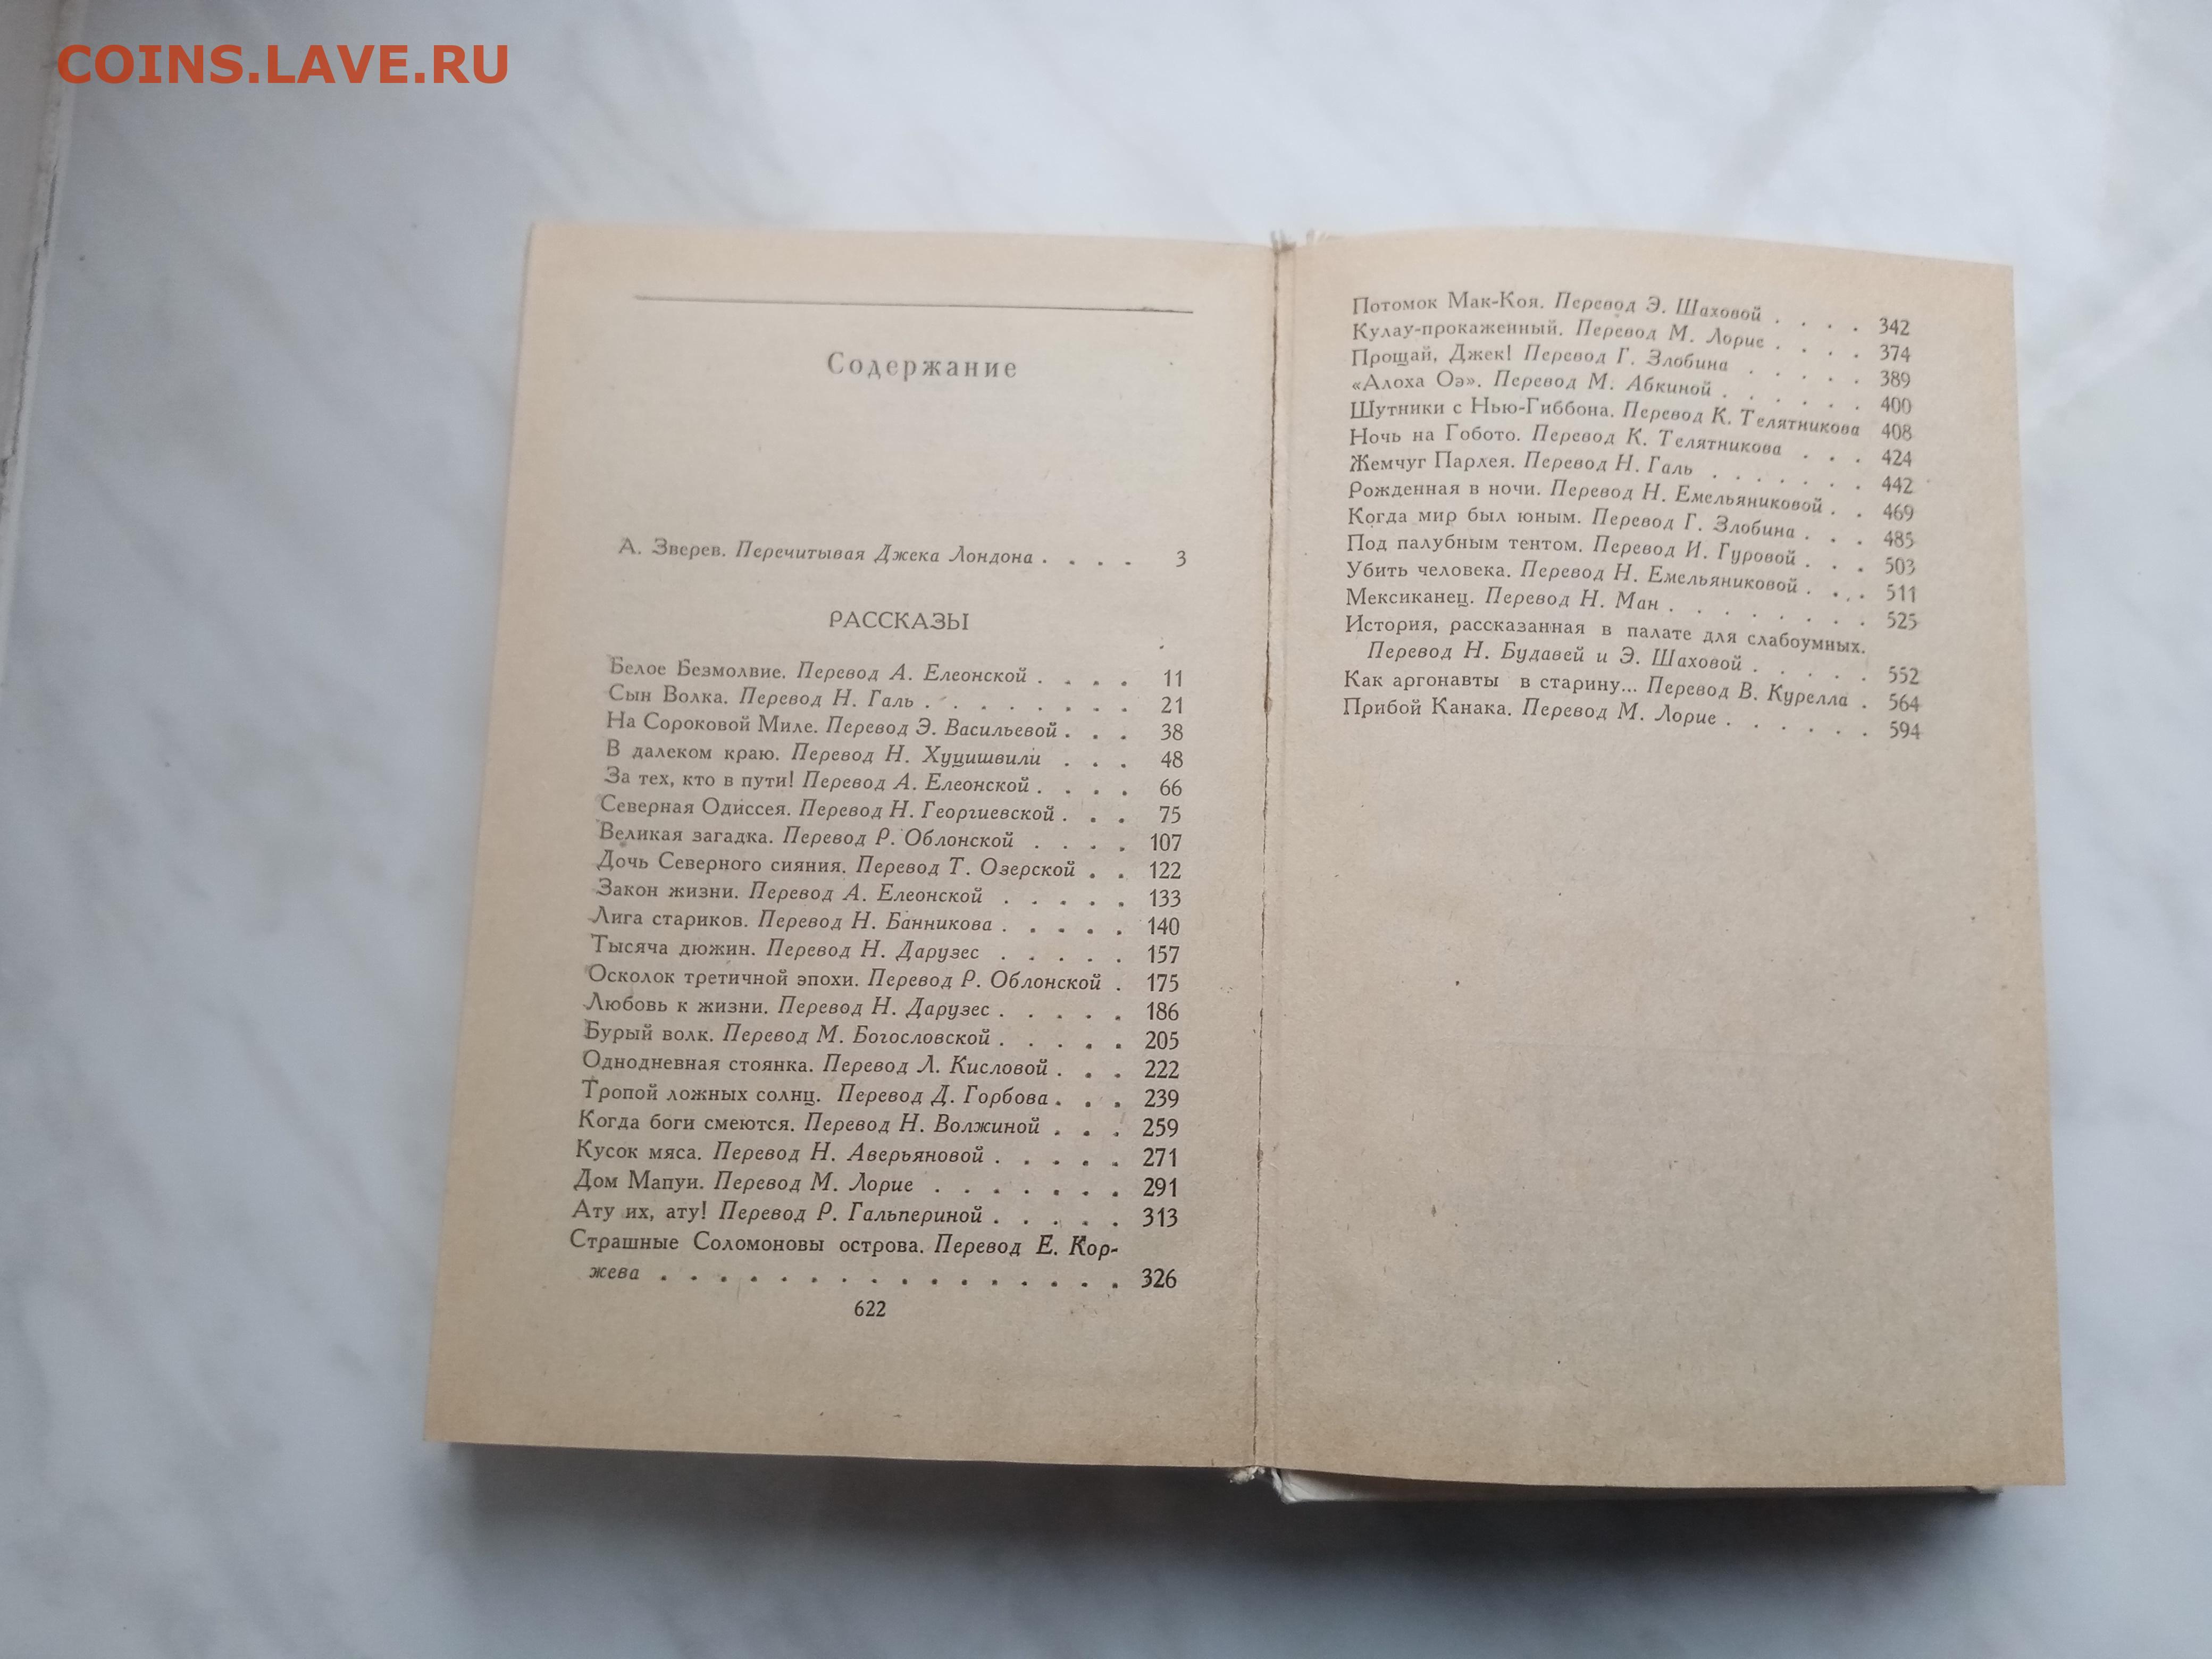 COINS.LAVE.RU
Содержание
А. Зверев. Перечитывая Джека Лондона . . . . 3
РАССКАЗЫ
Белое Безмолвие. Перевод А. Елеонской . . . . 11
Сын Волка. Перевод Н. Галь . . . . . . . . 21
На Сороковой Миле. Перевод Э. Васильевой . . . 38
В далеком краю. Перевод Н. Хуцишвили . . . 48
За тех, кто в пути! Перевод А. Елеонской . . . . 66
Северная Одиссея. Перевод Н. Георгиевской . . . 75
Великая загадка. Перевод Р. Облонской . . . . 107
Дочь Северного сияния. Перевод Т. Озерской . . 122
Закон жизни. Перевод А. Елеонской . . . . . 133
Лига стариков. Перевод Н. Банникова . . . . . 140
Тысяча дюжин. Перевод Н. Дарузес . . . . . 157
Осколок третичной эпохи. Перевод Р. Облонской . 175
Любовь к жизни. Перевод Н. Дарузес . . . . . 186
Бурый волк. Перевод М. Богословской . . . . . 205
Однодневная стоянка. Перевод Л. Кисловой . . . 222
Тропой ложных солнц. Перевод Д. Горбова . . . 239
Когда боги смеются. Перевод Н. Волжиной . . . 259
Кусок мяса. Перевод Н. Аверьяновой . . . . . 271
Дом Мапуи. Перевод М. Лорие . . . . . . . 291
Ату их, ату! Перевод Р. Гальпериной . . . . . 313
Страшные Соломоновы острова. Перевод Е. Кор-
жева . . . . . . . . . . . . . . . . 326
622
Потомок Мак-Коя. Перевод Э. Шаховой . . . . 342
Кулау-прокаженный. Перевод М. Лорие . . . . 374
Прощай, Джек! Перевод Г. Злобина . . . . . 389
«Алоха Оэ». Перевод М. Абкиной . . . . . . 400
Шутники с Нью-Гиббона. Перевод К. Телятникова 408
Ночь на Гобото. Перевод К. Телятникова . . . 424
Жемчуг Парлея. Перевод Н. Галь . . . . . . . 442
Рожденная в ночи. Перевод Н. Емельяниковой . . 469
Когда мир был юным. Перевод Г. Злобина . . . 485
Под палубным тентом. Перевод И. Гуровой . . . 503
Убить человека. Перевод Н. Емельяниковой . . . 511
Мексиканец. Перевод Н. Ман . . . . . . . . 525
История, рассказанная в палате для слабоумных.
Перевод Н. Будавей и Э. Шаховой . . . . . 552
Как аргонавты в старину... Перевод В. Курелла . 564
Прибой Канака. Перевод М. Лорие . . . . . . 594